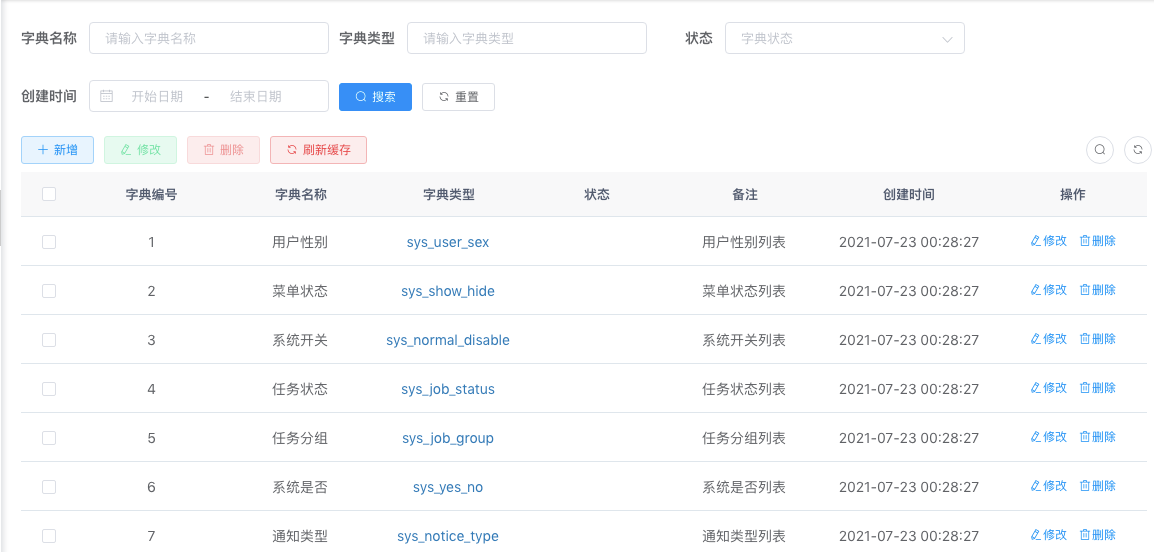 字典名称 请输入字典名称 字典类型 请输入字典类型 状态 字典状态
创建时间 开始日期 - 结束日期 搜索 重置
新增 修改 删除 刷新缓存
字典编号 字典名称 字典类型 状态 备注 创建时间 操作
1 用户性别 sys_user_sex 用户性别列表 2021-07-23 00:28:27 修改 删除
2 菜单状态 sys_show_hide 菜单状态列表 2021-07-23 00:28:27 修改 删除
3 系统开关 sys_normal_disable 系统开关列表 2021-07-23 00:28:27 修改 删除
4 任务状态 sys_job_status 任务状态列表 2021-07-23 00:28:27 修改 删除
5 任务分组 sys_job_group 任务分组列表 2021-07-23 00:28:27 修改 删除
6 系统是否 sys_yes_no 系统是否列表 2021-07-23 00:28:27 修改 删除
7 通知类型 sys_notice_type 通知类型列表 2021-07-23 00:28:27 修改 删除